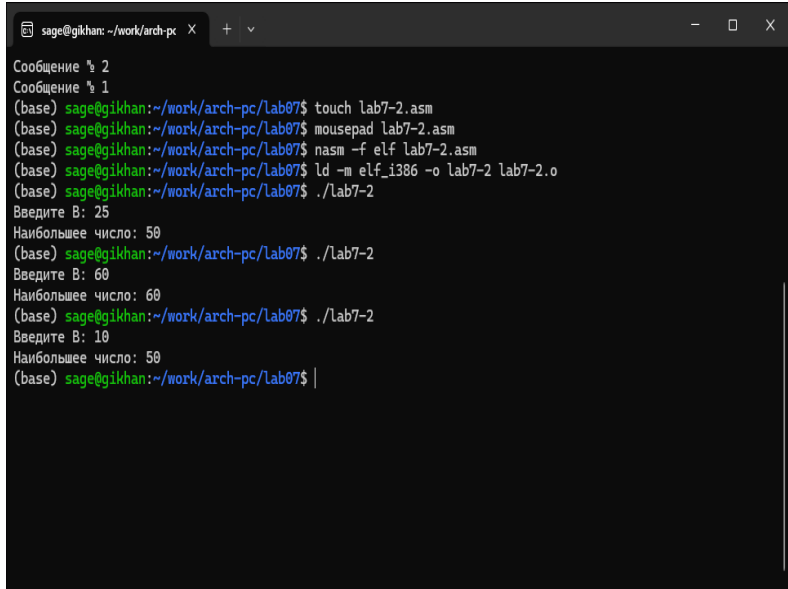 sage@gikhan: ~/work/arch-pc
Сообщение № 2
Сообщение № 1
(base) sage@gikhan:~/work/arch-pc/lab07$ touch lab7-2.asm
(base) sage@gikhan:~/work/arch-pc/lab07$ mousepad lab7-2.asm
(base) sage@gikhan:~/work/arch-pc/lab07$ nasm -f elf lab7-2.asm
(base) sage@gikhan:~/work/arch-pc/lab07$ ld -m elf_i386 -o lab7-2 lab7-2.o
(base) sage@gikhan:~/work/arch-pc/lab07$ ./lab7-2
Введите B: 25
Наибольшее число: 50
(base) sage@gikhan:~/work/arch-pc/lab07$ ./lab7-2
Введите B: 60
Наибольшее число: 60
(base) sage@gikhan:~/work/arch-pc/lab07$ ./lab7-2
Введите B: 10
Наибольшее число: 50
(base) sage@gikhan:~/work/arch-pc/lab07$